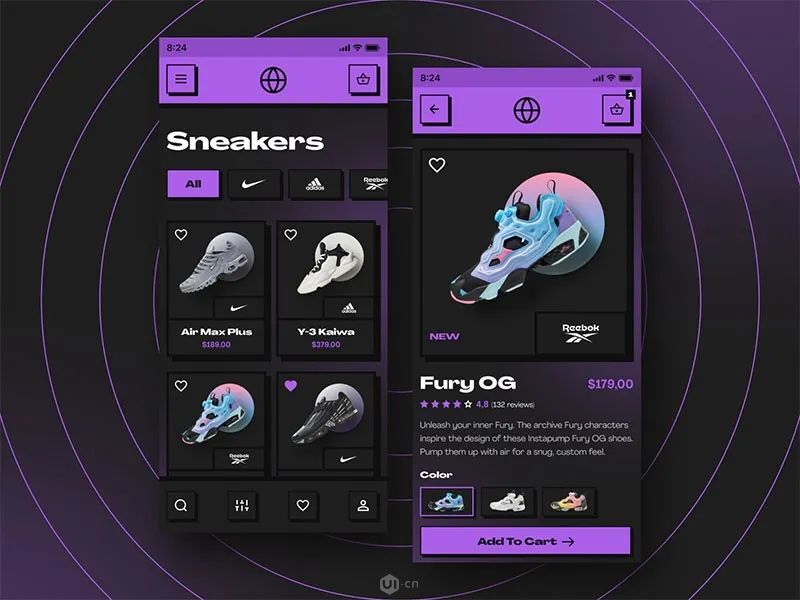 8:24
Sneakers
All
adidas
Reebok
adidas
Air Max Plus
$189.00
Y-3 Kaiwa
$379.00
Reebok
8:24
1
NEW
Reebok
Fury OG
$179,00
4,8 (132 reviews)
Unleash your inner Fury. The archive Fury characters
inspire the design of these Instapump Fury OG shoes.
Pump them up with air for a snug, custom feel.
Color
Add To Cart
UI·cn